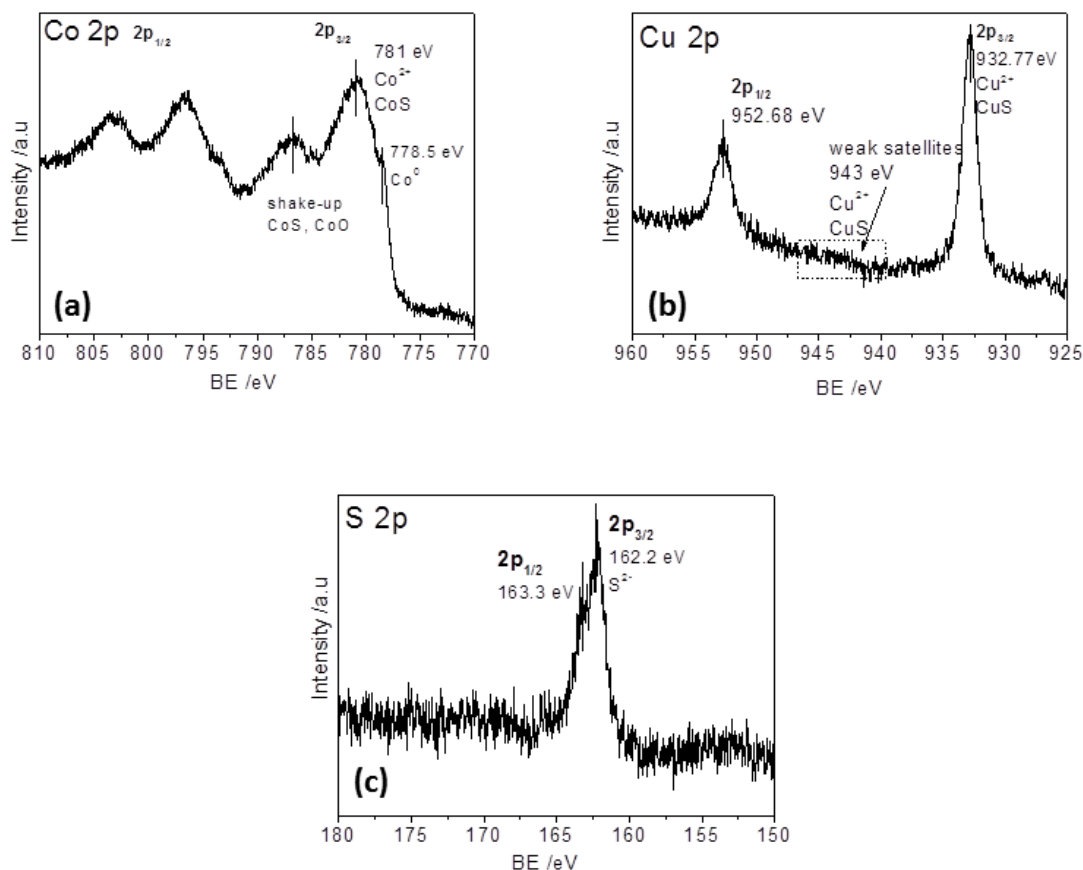 Co 2p 2p1/2
2p3/2
781 eV
Co2+
CoS
778.5 eV
Co0
shake-up
CoS, CoO
Intensity /a.u
(a)
810 805 800 795 790 785 780 775 770
BE /eV
Cu 2p
2p3/2
932.77eV
Cu2+
CuS
2p1/2
952.68 eV
weak satellites
943 eV
Cu2+
CuS
Intensity /a.u
(b)
960 955 950 945 940 935 930 925
BE /eV
S 2p
2p3/2
162.2 eV
S2-
2p1/2
163.3 eV
Intensity /a.u
(c)
180 175 170 165 160 155 150
BE /eV